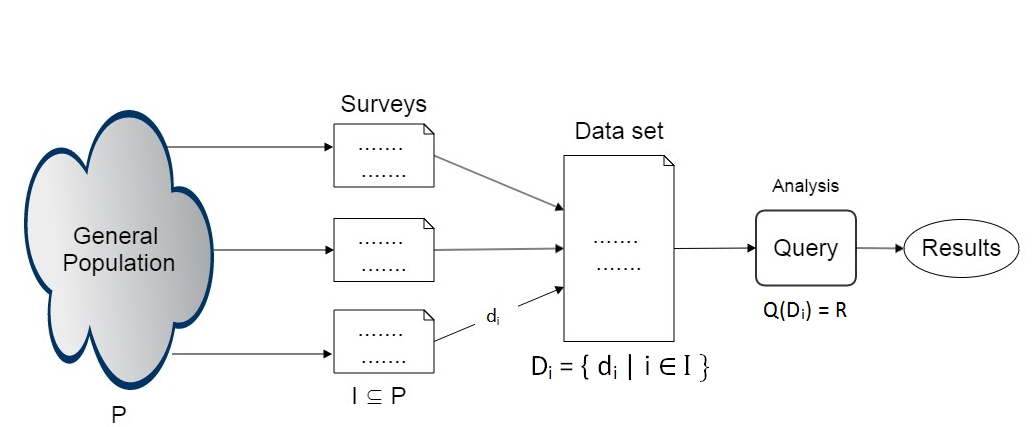 Surveys
.......
.......
General
Population
.......
.......
.......
.......
P
I ⊆ P
dᵢ
Data set
.......
.......
Dᵢ = { dᵢ | i ∈ I }
Analysis
Query
Q(Dᵢ) = R
Results